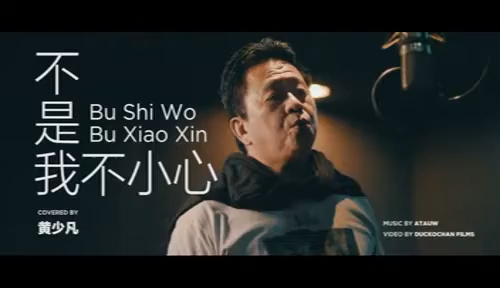 不
是
我不小心
Bu Shi Wo
Bu Xiao Xin
COVERED BY
黄少凡
MUSIC BY ATAUW
VIDEO BY DUCKOCHAN FILMS